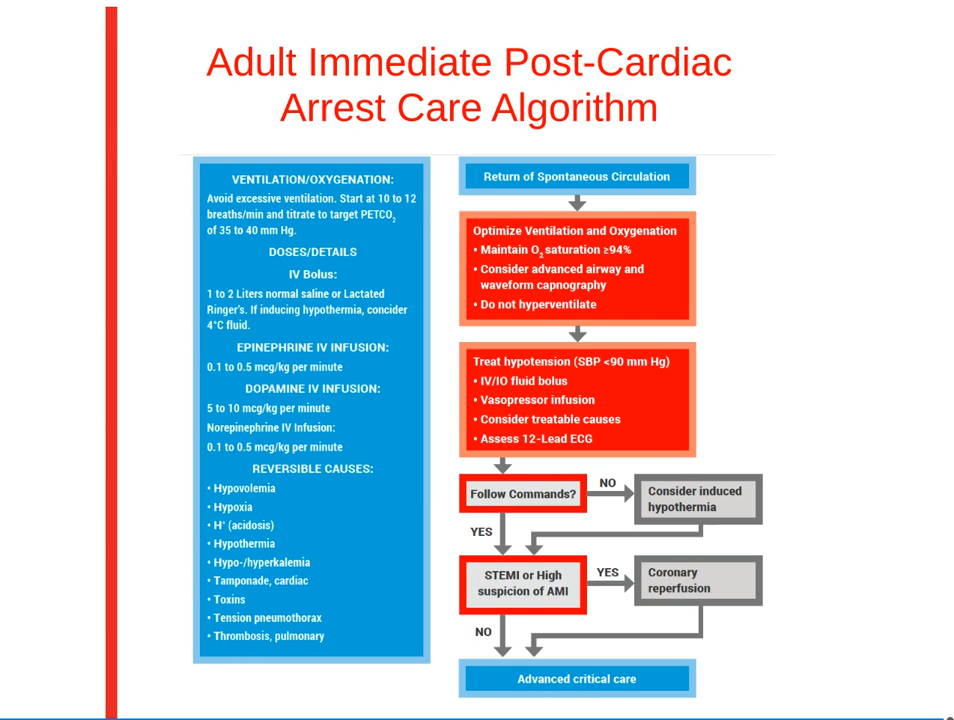 Adult Immediate Post-Cardiac
Arrest Care Algorithm
VENTILATION/OXYGENATION:
Avoid excessive ventilation. Start at 10 to 12
breaths/min and titrate to target PETCO2
of 35 to 40 mm Hg.
DOSES/DETAILS
IV Bolus:
1 to 2 Liters normal saline or Lactated
Ringer's. If inducing hypothermia, concider
4°C fluid.
EPINEPHRINE IV INFUSION:
0.1 to 0.5 mcg/kg per minute
DOPAMINE IV INFUSION:
5 to 10 mcg/kg per minute
Norepinephrine IV Infusion:
0.1 to 0.5 mcg/kg per minute
REVERSIBLE CAUSES:
• Hypovolemia
• Hypoxia
• H+ (acidosis)
• Hypothermia
• Hypo-/hyperkalemia
• Tamponade, cardiac
• Toxins
• Tension pneumothorax
• Thrombosis, pulmonary
Return of Spontaneous Circulation
Optimize Ventilation and Oxygenation
• Maintain O2 saturation ≥94%
• Consider advanced airway and
waveform capnography
• Do not hyperventilate
Treat hypotension (SBP <90 mm Hg)
• IV/IO fluid bolus
• Vasopressor infusion
• Consider treatable causes
• Assess 12-Lead ECG
Follow Commands?
NO
Consider induced
hypothermia
YES
STEMI or High
suspicion of AMI
YES
Coronary
reperfusion
NO
Advanced critical care